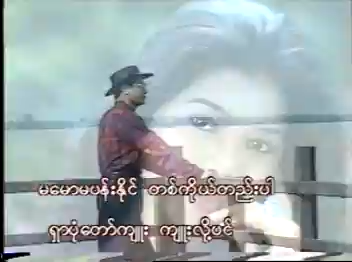 မမောမပန်းနိုင် တစ်ကိုယ်တည်းပါ
ရှာပုံတော်ကျူး ကျူးလို့ပင်